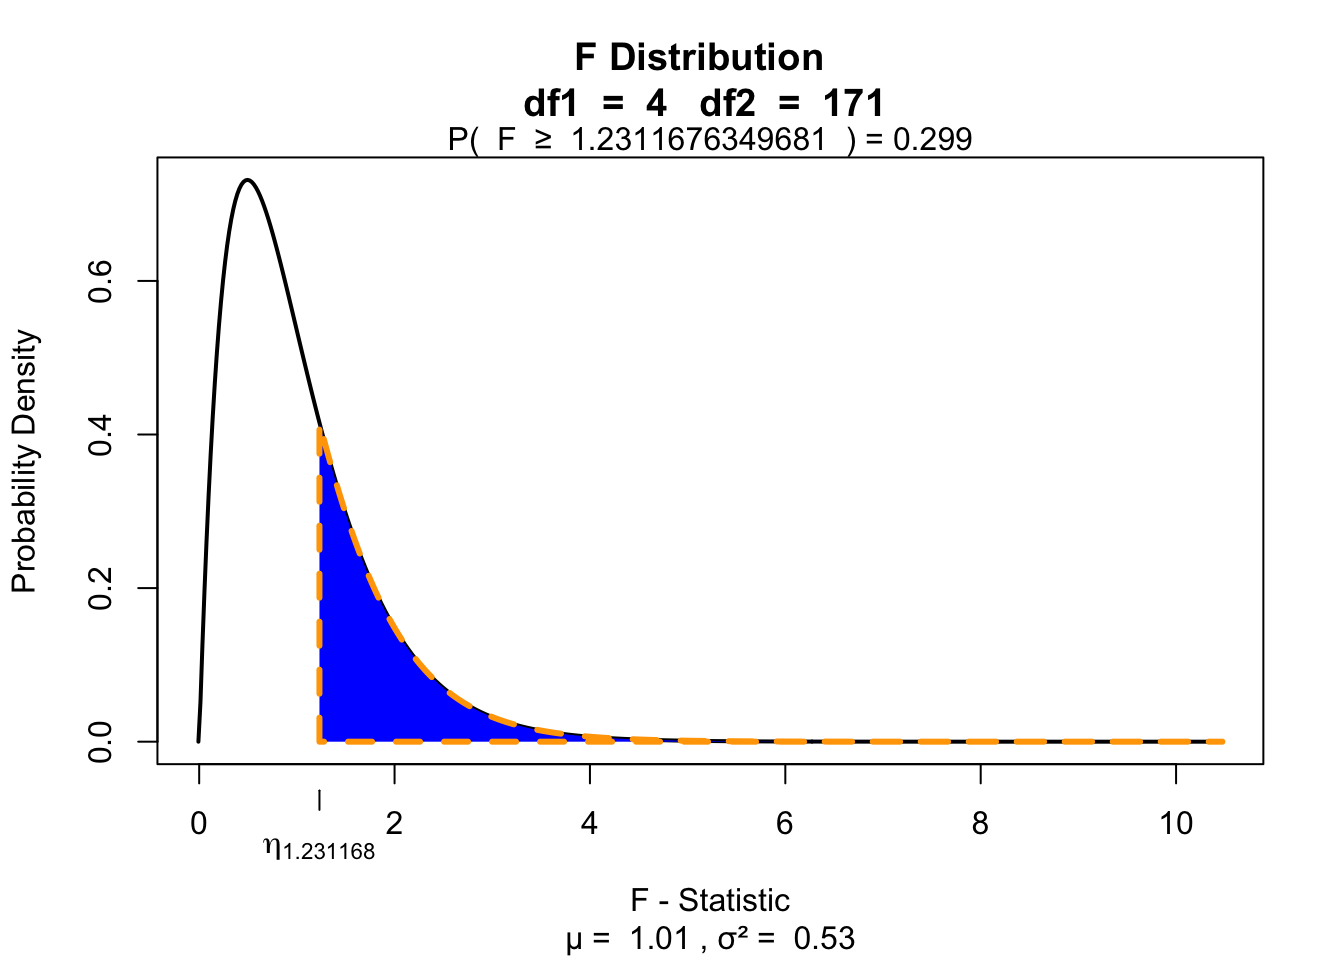 F Distribution
df1 = 4 df2 = 171
P( F ≥ 1.2311676349681 ) = 0.299
Probability Density
0.6
0.4
0.2
0.0
0 2 4 6 8 10
η1.231168
F - Statistic
μ = 1.01 , σ² = 0.53